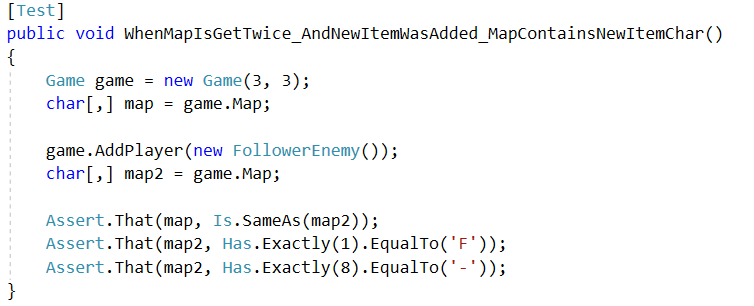 [Test]
public void WhenMapIsGetTwice_AndNewItemWasAdded_MapContainsNewItemChar()
{
    Game game = new Game(3, 3);
    char[,] map = game.Map;

    game.AddPlayer(new FollowerEnemy());
    char[,] map2 = game.Map;

    Assert.That(map, Is.SameAs(map2));
    Assert.That(map2, Has.Exactly(1).EqualTo('F'));
    Assert.That(map2, Has.Exactly(8).EqualTo('-'));
}